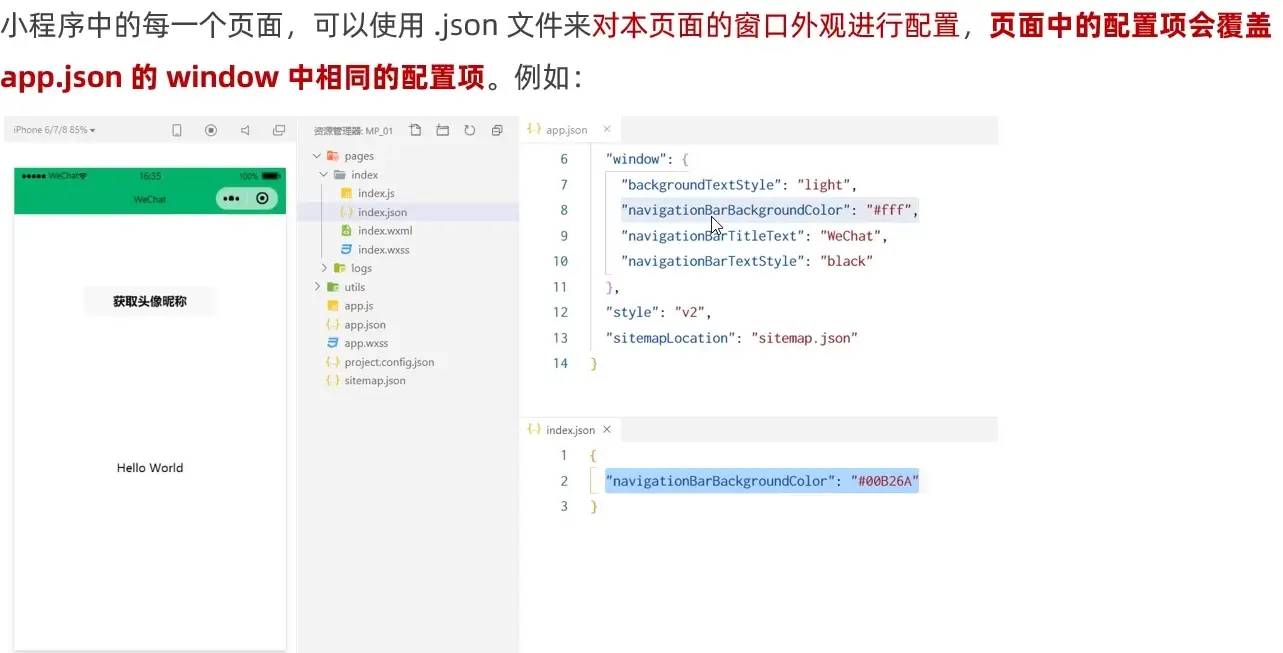 小程序中的每一个页面，可以使用 .json 文件来对本页面的窗口外观进行配置，页面中的配置项会覆盖
app.json 的 window 中相同的配置项。例如：
iPhone 6/7/8 85%
WeChat
16:35
100%
WeChat
获取头像昵称
Hello World
资源管理器: MP_01
pages
index
index.js
index.json
index.wxml
index.wxss
logs
utils
app.js
app.json
app.wxss
project.config.json
sitemap.json
{..} app.json ×
6 "window": {
7 "backgroundTextStyle": "light",
8 "navigationBarBackgroundColor": "#fff",
9 "navigationBarTitleText": "WeChat",
10 "navigationBarTextStyle": "black"
11 },
12 "style": "v2",
13 "sitemapLocation": "sitemap.json"
14 }
{..} index.json ×
1 {
2 "navigationBarBackgroundColor": "#00B26A"
3 }